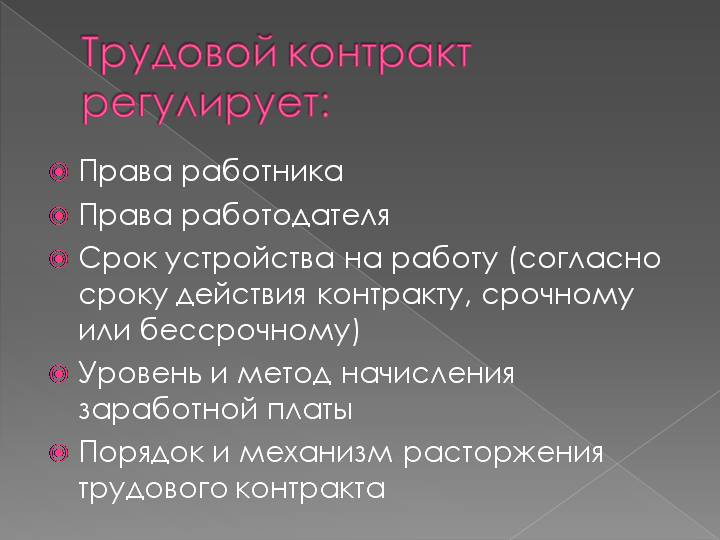 Трудовой контракт
регулирует:
Права работника
Права работодателя
Срок устройства на работу (согласно
сроку действия контракту, срочному
или бессрочному)
Уровень и метод начисления
заработной платы
Порядок и механизм расторжения
трудового контракта